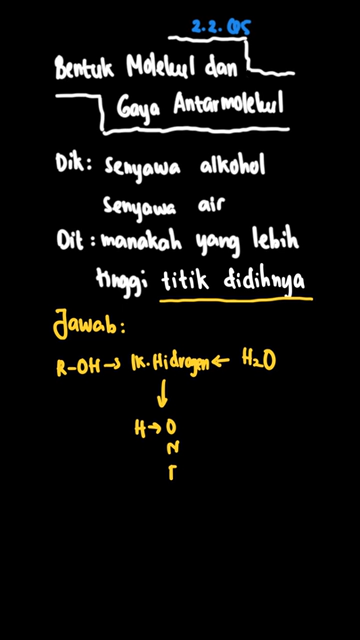 2.2.05
Bentuk Molekul dan
Gaya Antarmolekul
Dik: senyawa alkohol
senyawa air
Dit: manakah yang lebih
tinggi titik didihnya
Jawab:
R-OH → Ik. Hidrogen ← H₂O
↓
H → O
N